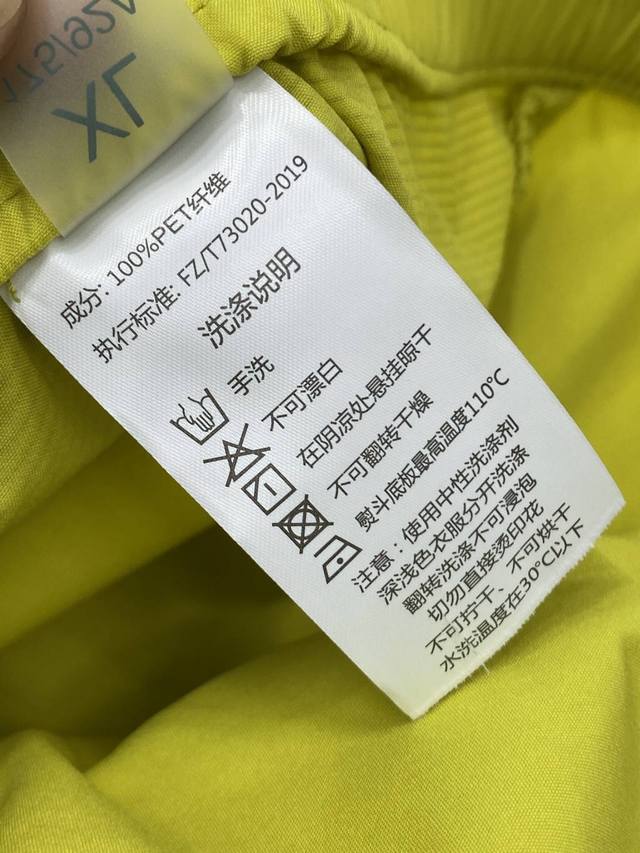 175/92A
XL
成分: 100%PET纤维
执行标准: FZ/T73020-2019
洗涤说明
手洗
不可漂白
在阴凉处悬挂晾干
不可翻转干燥
熨斗底板最高温度110°C
注意：使用中性洗涤剂
深浅色衣服分开洗涤
翻转洗涤不可浸泡
切勿直接烫印花
不可拧干、不可烘干
水洗温度在30°C以下